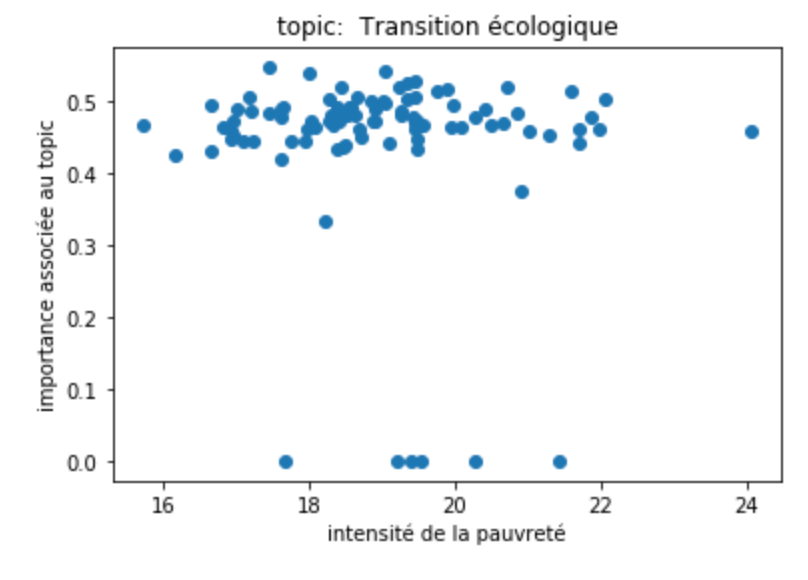 topic:  Transition écologique
importance associée au topic
0.5
0.4
0.3
0.2
0.1
0.0
16 18 20 22 24
intensité de la pauvreté